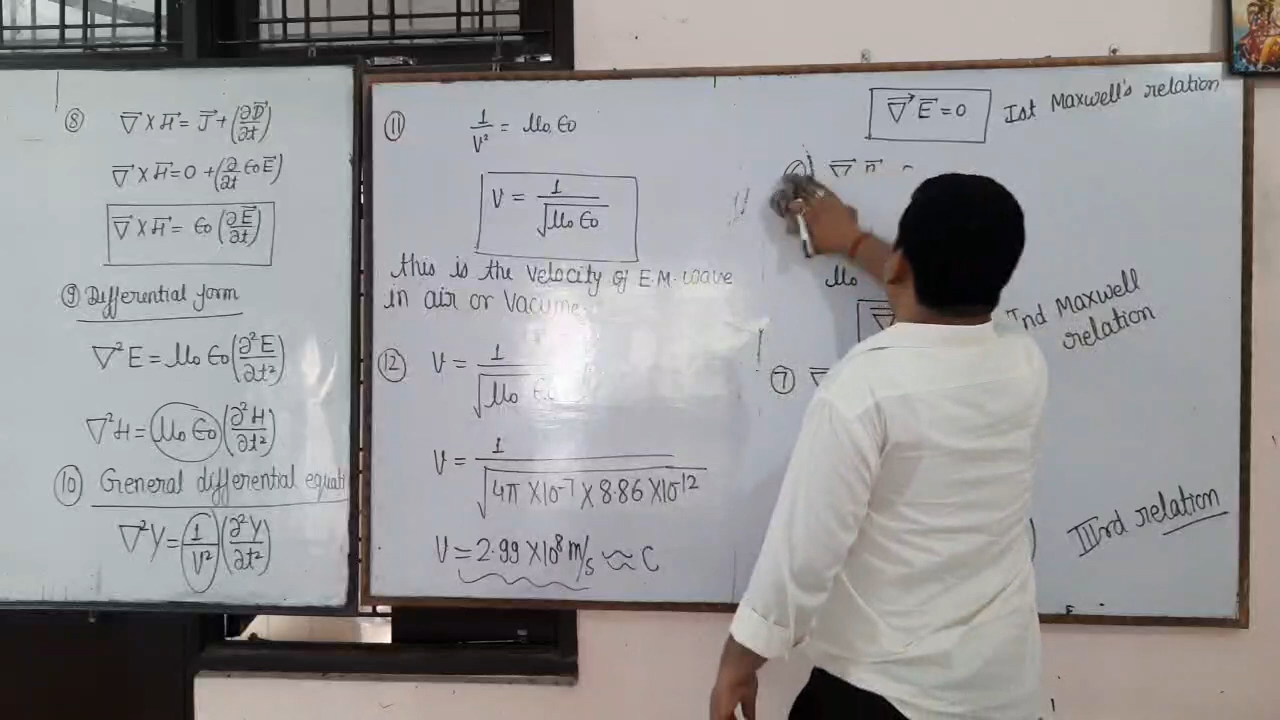 ⑧ ∇⃗ × H⃗ = J⃗ + (∂D⃗/∂t)
∇⃗ × H⃗ = 0 + (∂/∂t ϵ₀E⃗)
∇⃗ × H⃗ = ϵ₀ (∂E⃗/∂t)
⑨ Differential form
∇²E = μ₀ ϵ₀ (∂²E/∂t²)
∇²H = μ₀ ϵ₀ (∂²H/∂t²)
⑩ General differential equati
∇²Y = (1/V²) (∂²Y/∂t²)
⑪ 1/V² = μ₀ ϵ₀
V = 1/√μ₀ ϵ₀
this is the velocity of E.M. wave
in air or vacume.
⑫ V = 1/√μ₀ ϵ₀
V = 1/√4π×10⁻⁷ × 8.86 × 10⁻¹²
V = 2.99 × 10⁸ m/s ≈ C
∇⃗ E⃗ = 0 Ist Maxwell's relation
∇⃗
μ₀
IInd Maxwell
relation
⑦
IIIrd relation